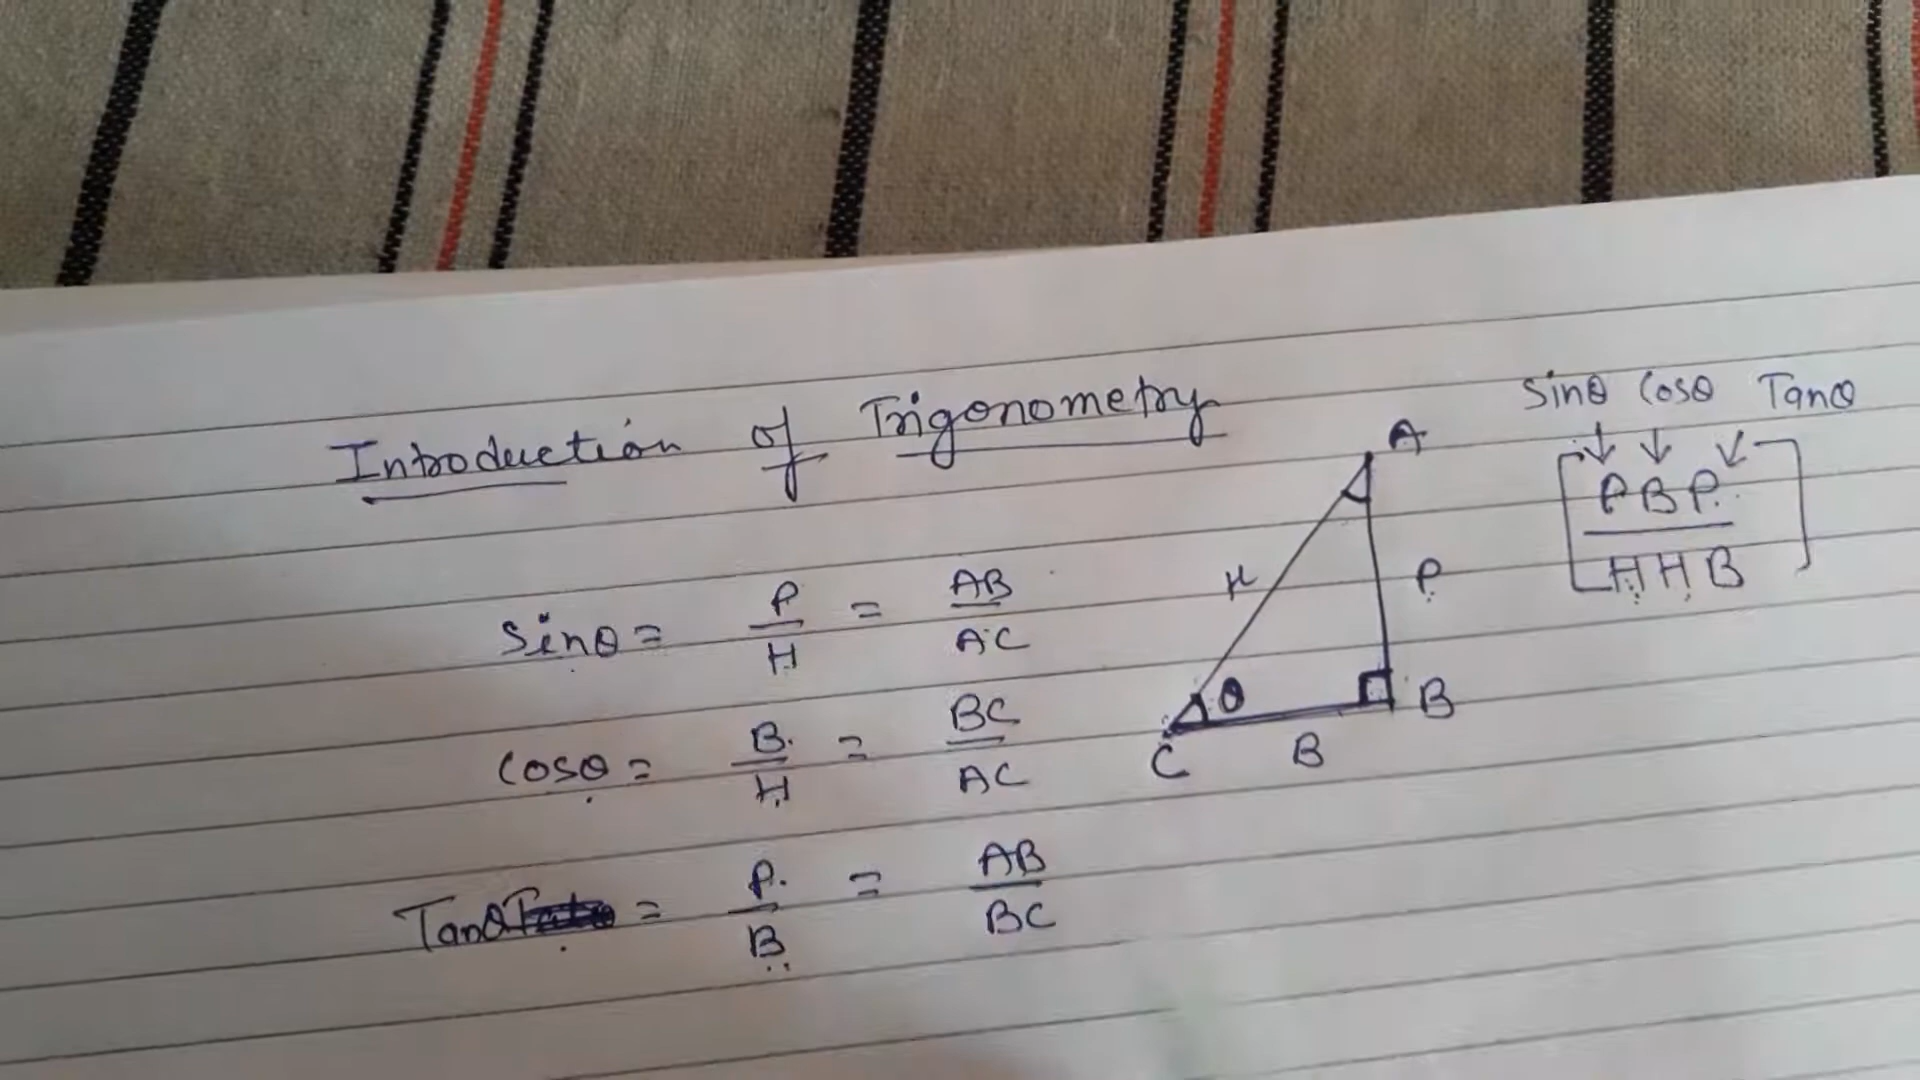 Introduction of Trigonometry
Sinθ Cosθ Tanθ
P B P
H H B
A
H
P
θ
C
B
B
Sinθ = P/H = AB/AC
Cosθ = B/H = BC/AC
Tanθ = P/B = AB/BC